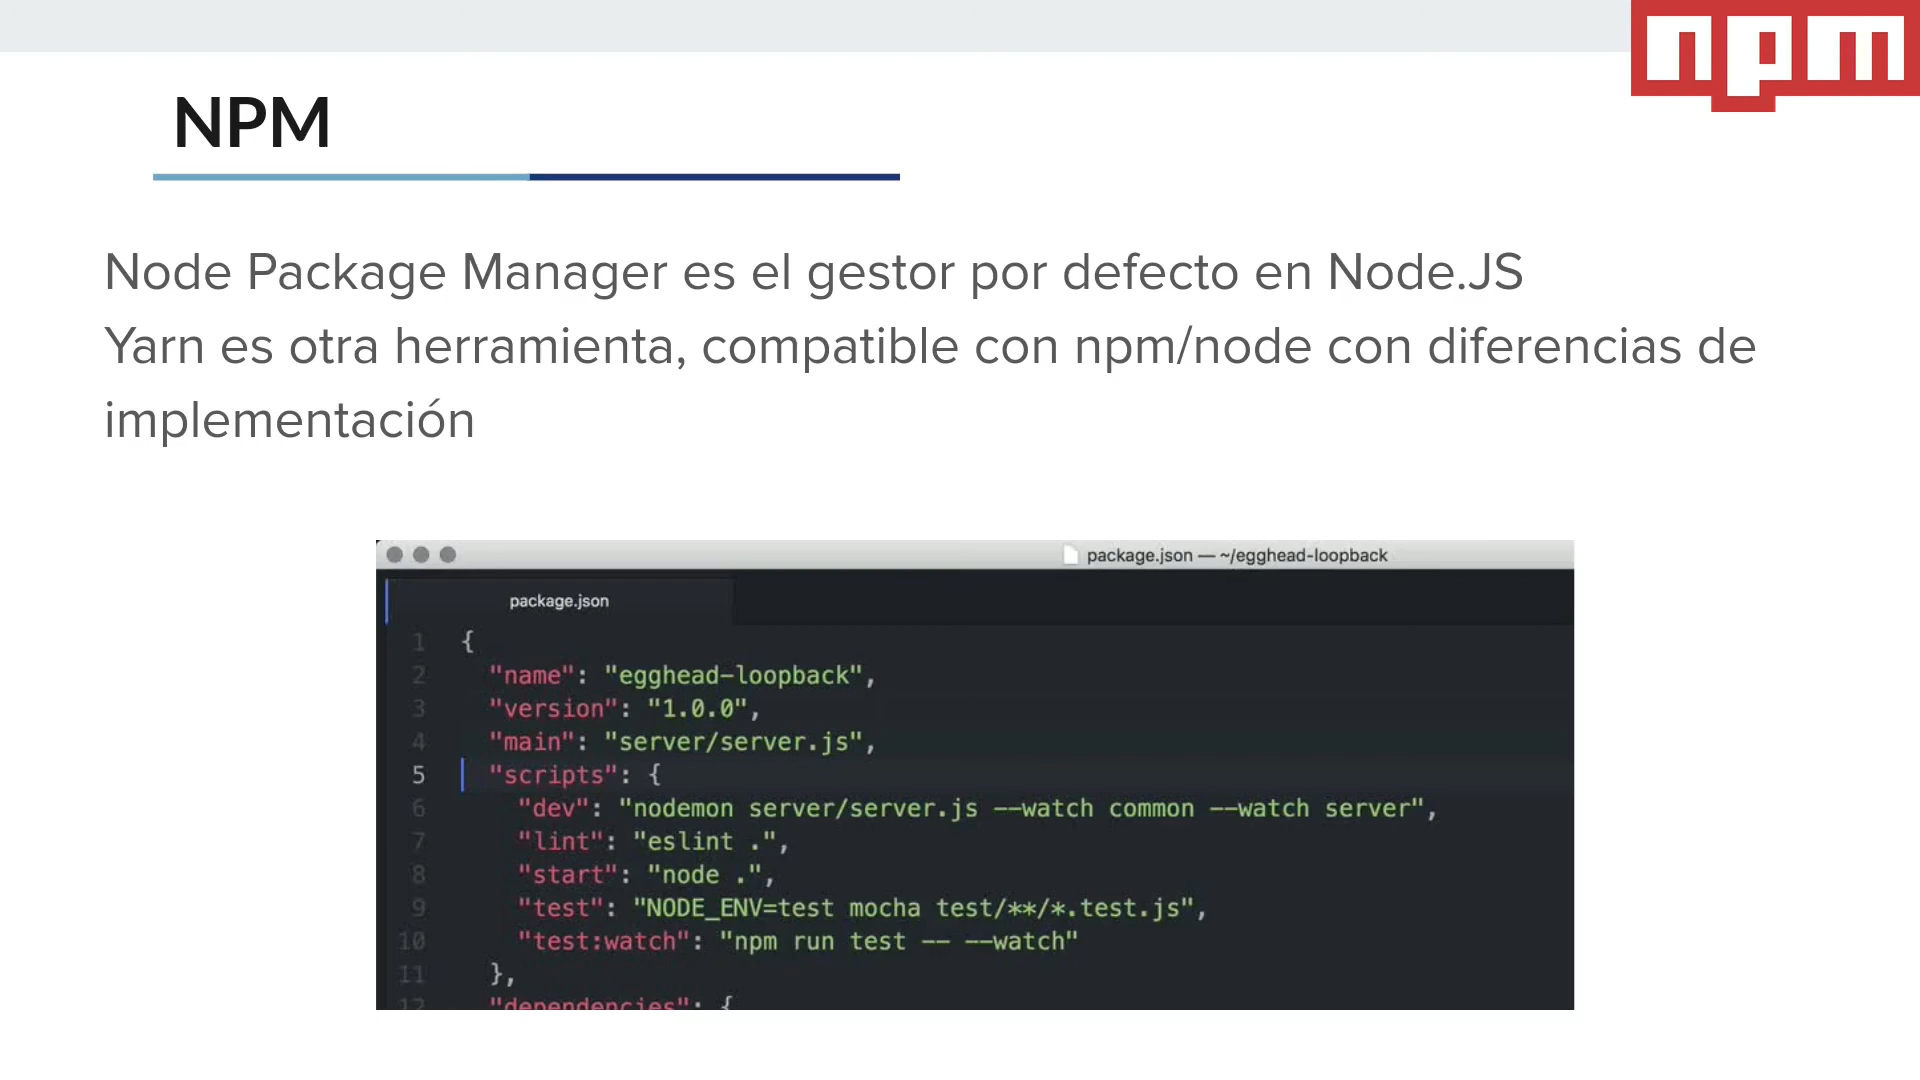 npm
NPM
Node Package Manager es el gestor por defecto en Node.JS
Yarn es otra herramienta, compatible con npm/node con diferencias de
implementación
package.json — ~/egghead-loopback
package.json
1 {
2 "name": "egghead-loopback",
3 "version": "1.0.0",
4 "main": "server/server.js",
5 "scripts": {
6 "dev": "nodemon server/server.js --watch common --watch server",
7 "lint": "eslint .",
8 "start": "node .",
9 "test": "NODE_ENV=test mocha test/**/*.test.js",
10 "test:watch": "npm run test -- --watch"
11 },
12 "dependencies": {